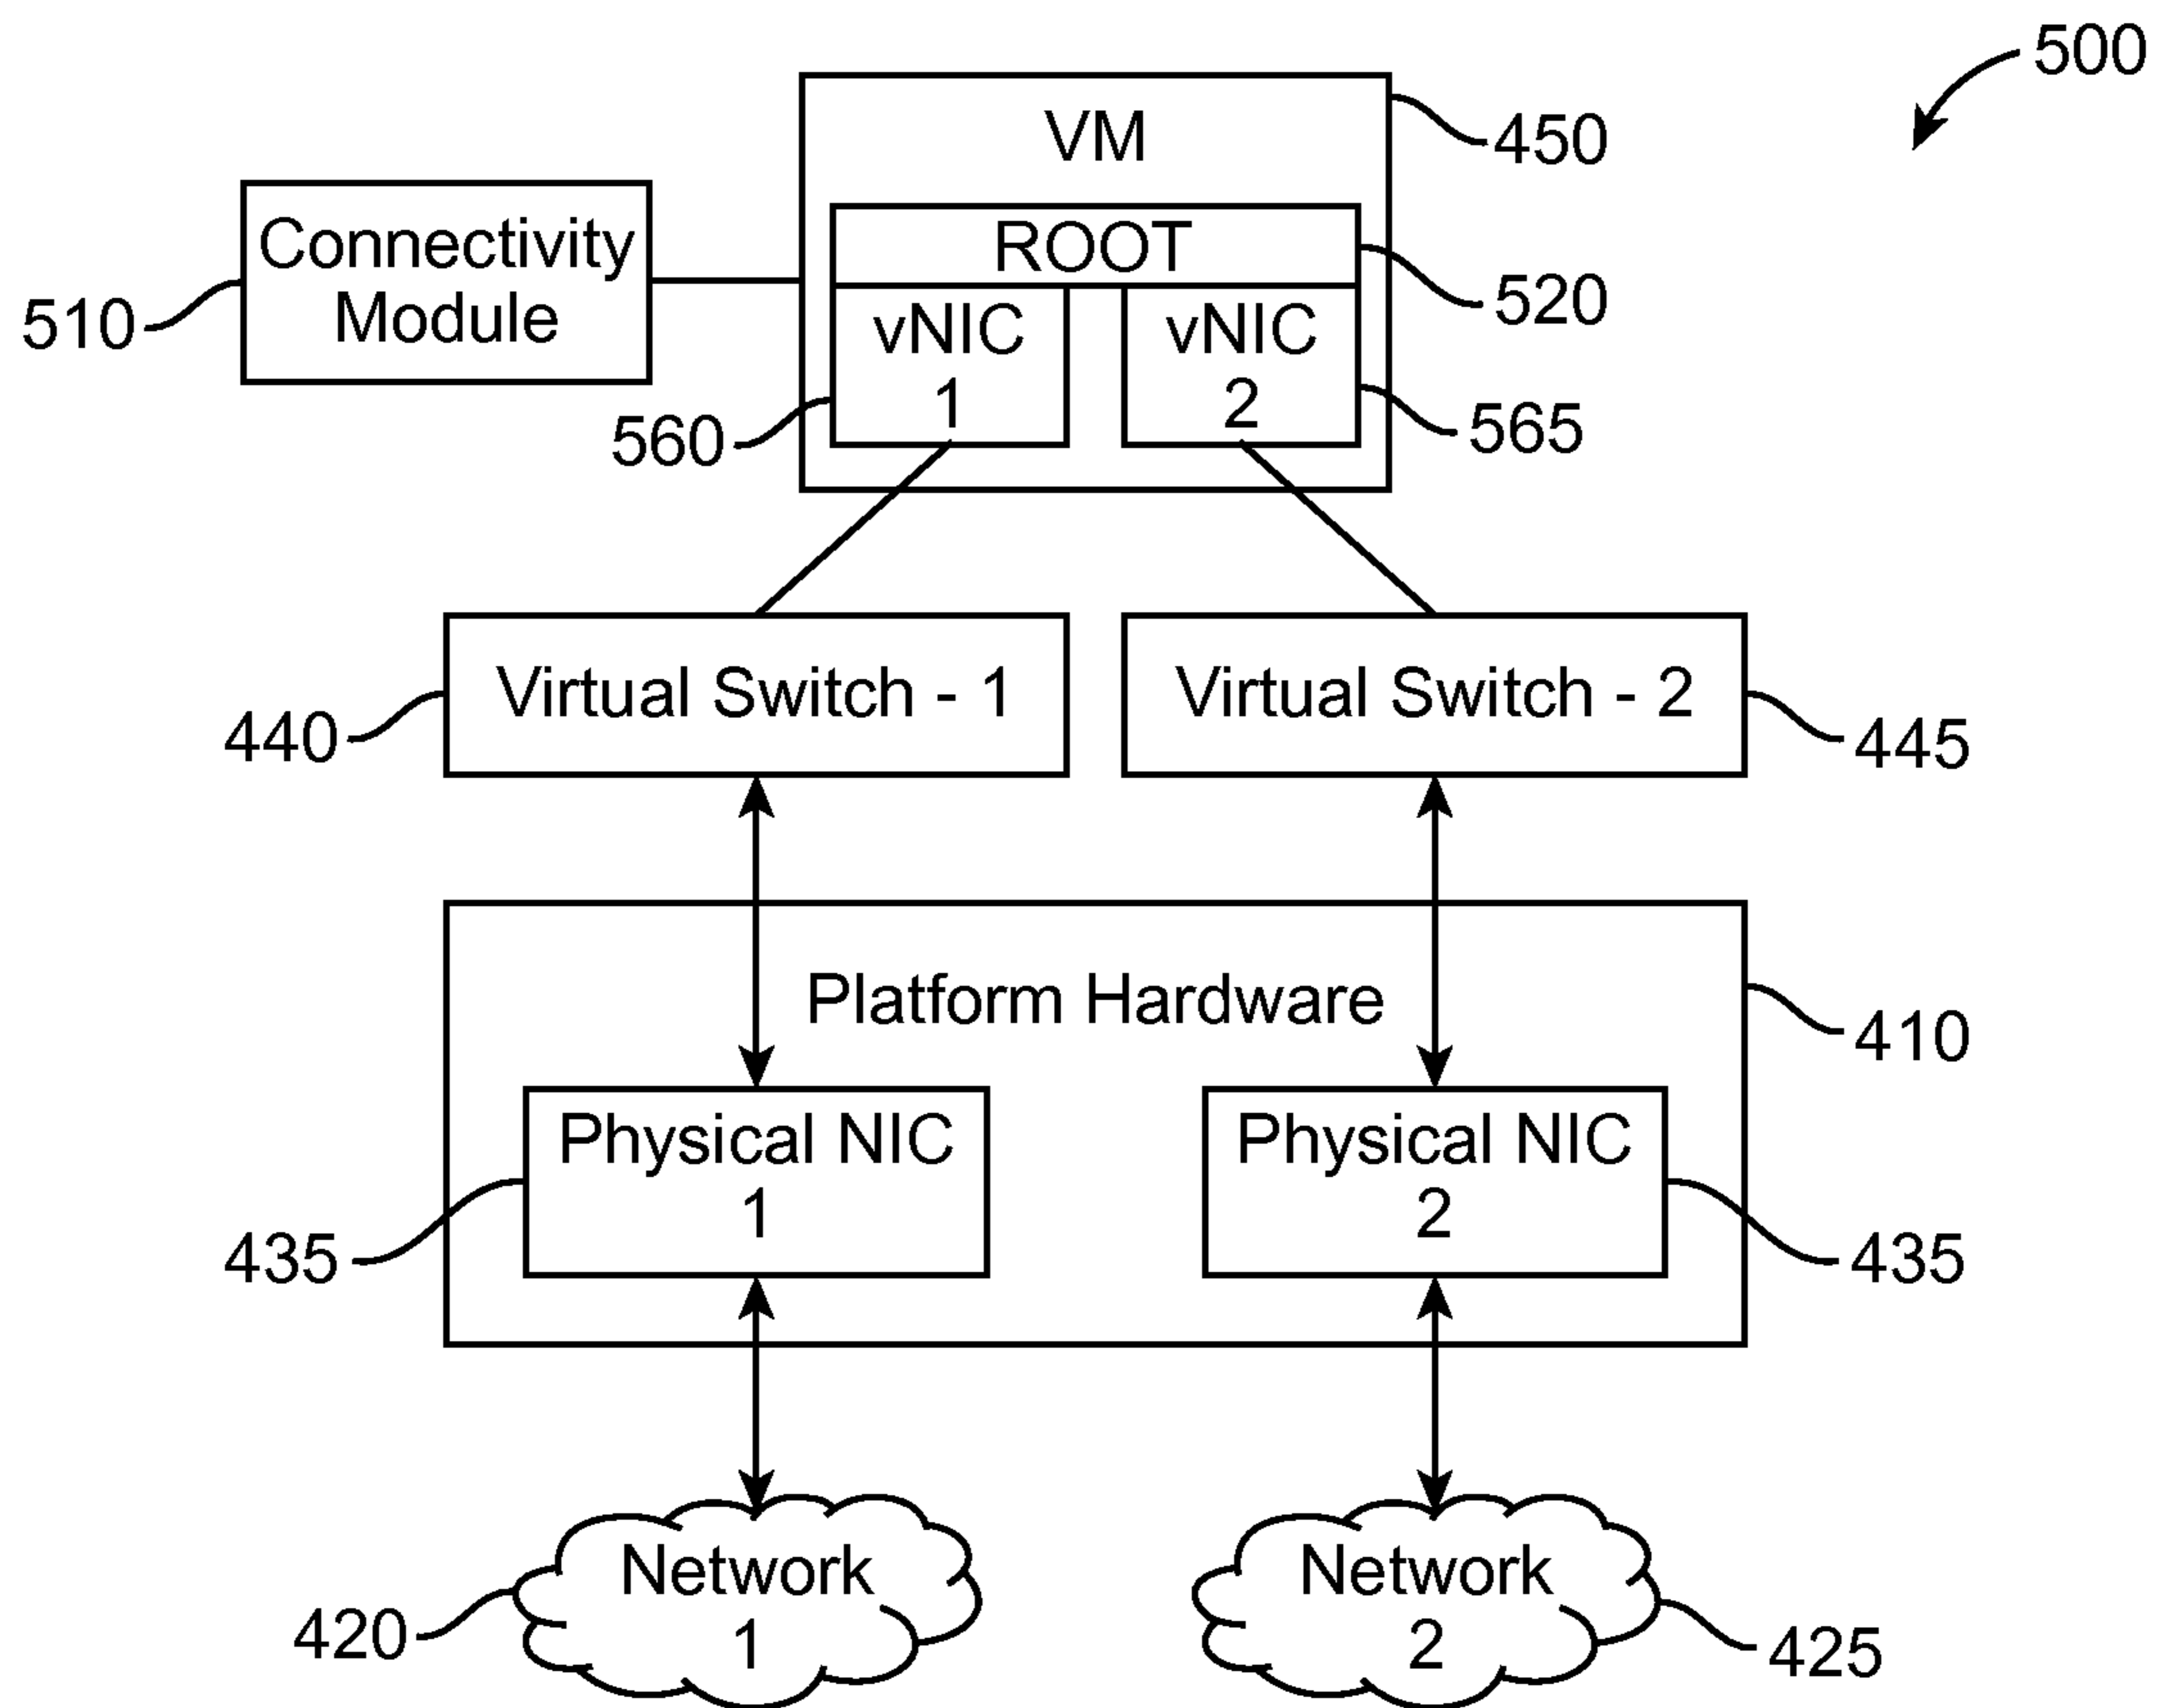 500
VM
450
Connectivity
Module
510
ROOT
520
vNIC
1
vNIC
2
560
565
Virtual Switch - 1
Virtual Switch - 2
440
445
Platform Hardware
410
Physical NIC
1
Physical NIC
2
435
435
Network
1
Network
2
420
425